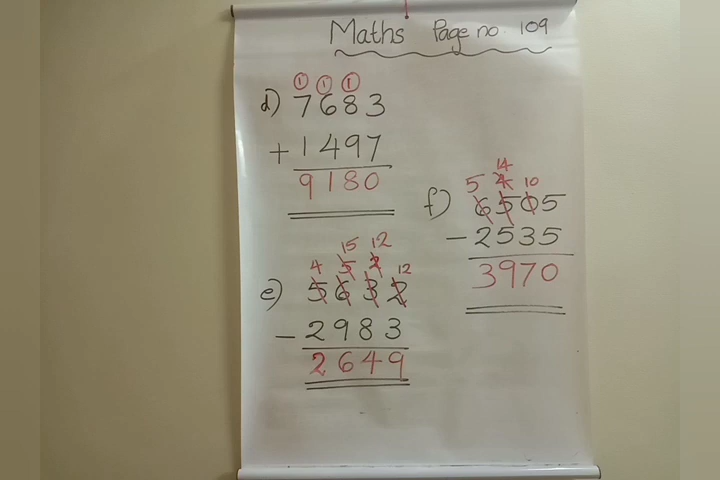 Maths Page no. 109
d) 1 1 1
7683
+ 1497
9180
e) 15 12
4 5 2 12
5632
- 2983
2649
f) 14
5 4 10
6505
- 2535
3970